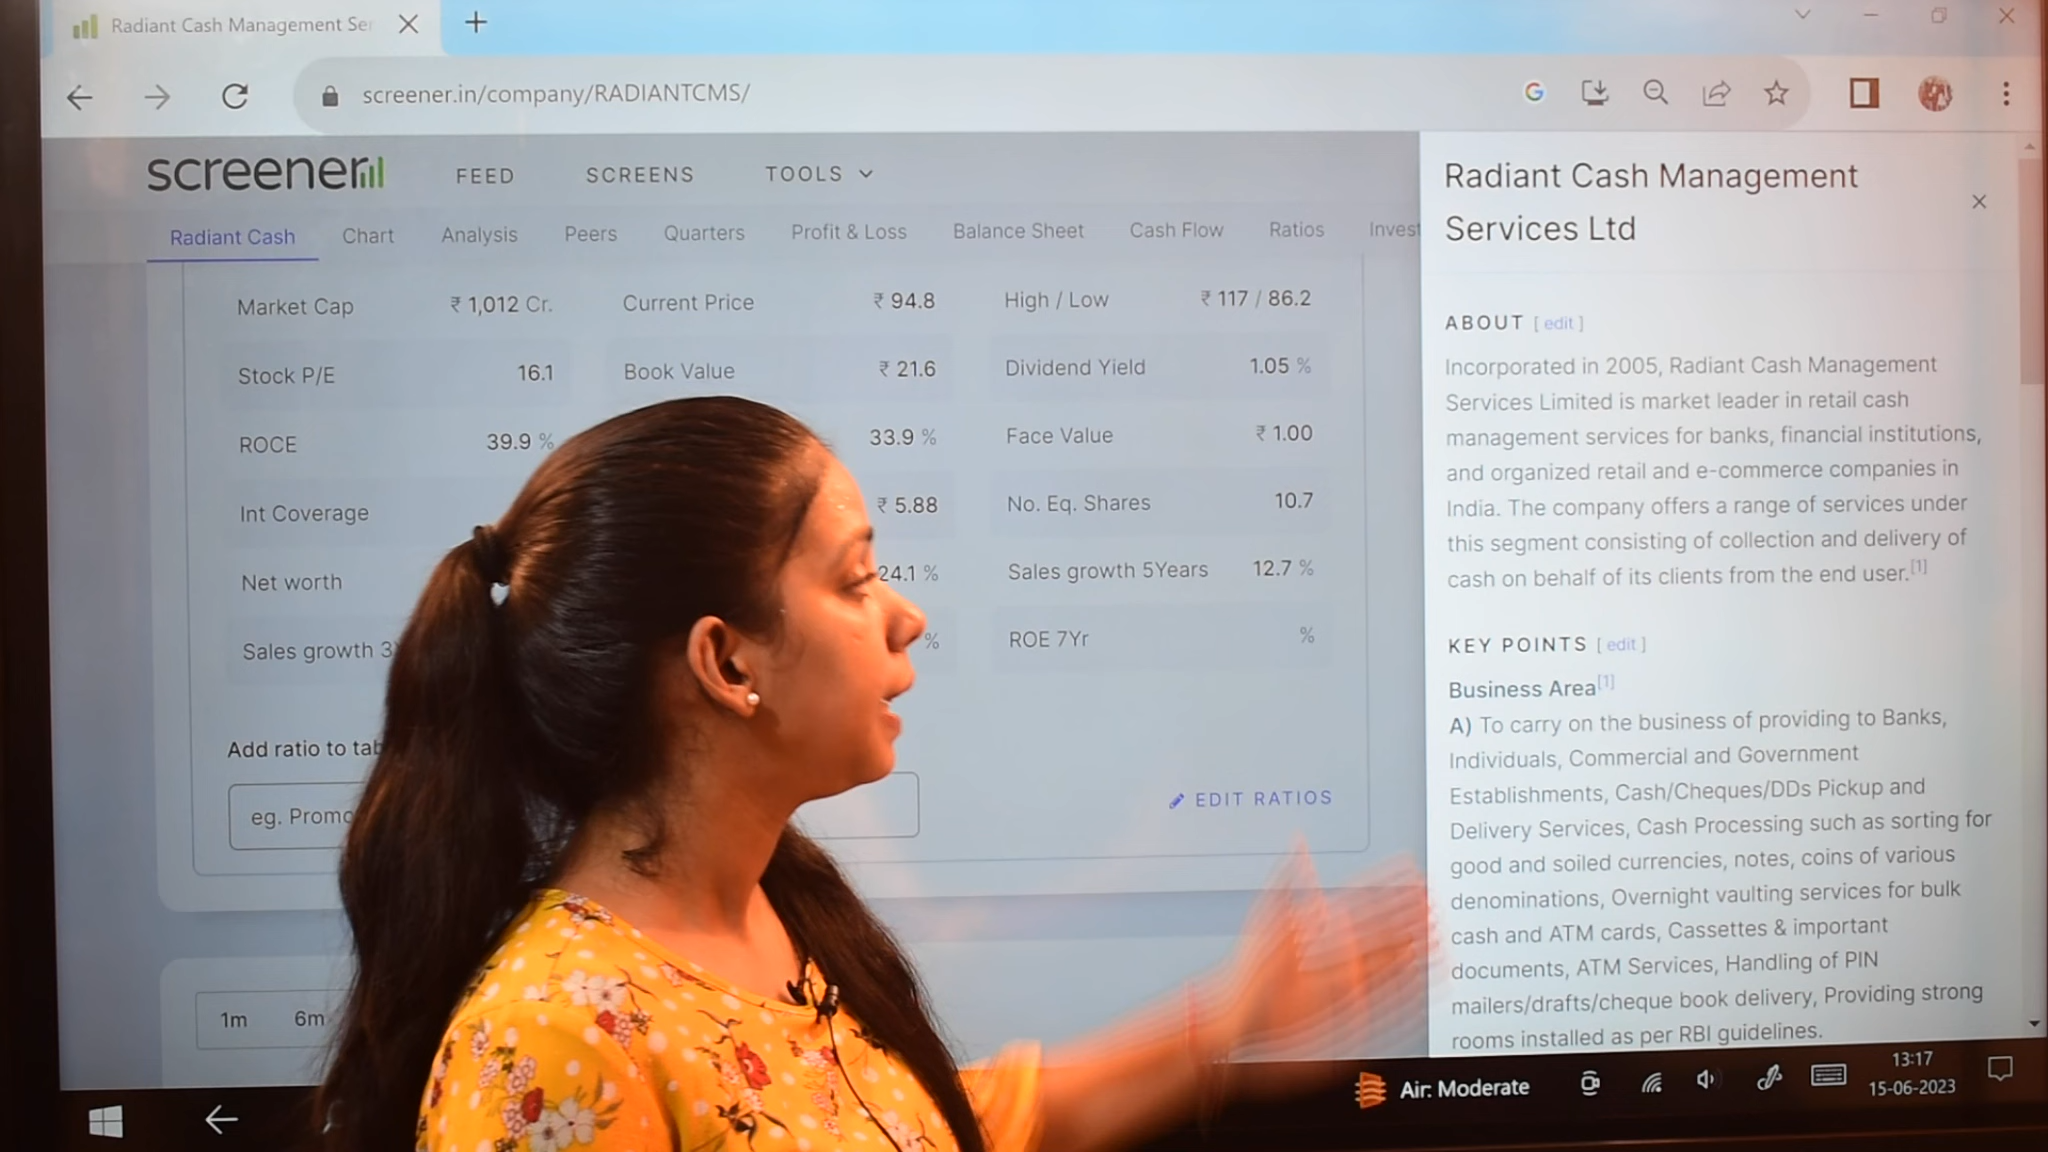 Radiant Cash Management Ser
screener.in/company/RADIANTCMS/
screener
FEED
SCREENS
TOOLS
Radiant Cash
Chart
Analysis
Peers
Quarters
Profit & Loss
Balance Sheet
Cash Flow
Ratios
Invest
Market Cap ₹ 1,012 Cr.
Current Price ₹ 94.8
High / Low ₹ 117 / 86.2
Stock P/E 16.1
Book Value ₹ 21.6
Dividend Yield 1.05 %
ROCE 39.9 %
33.9 %
Face Value ₹ 1.00
Int Coverage
₹ 5.88
No. Eq. Shares 10.7
Net worth
24.1 %
Sales growth 5Years 12.7 %
Sales growth 3
%
ROE 7Yr %
Add ratio to tab
eg. Promo
EDIT RATIOS
1m 6m
Radiant Cash Management
Services Ltd
ABOUT [ edit ]
Incorporated in 2005, Radiant Cash Management
Services Limited is market leader in retail cash
management services for banks, financial institutions,
and organized retail and e-commerce companies in
India. The company offers a range of services under
this segment consisting of collection and delivery of
cash on behalf of its clients from the end user.[1]
KEY POINTS [ edit ]
Business Area[1]
A) To carry on the business of providing to Banks,
Individuals, Commercial and Government
Establishments, Cash/Cheques/DDs Pickup and
Delivery Services, Cash Processing such as sorting for
good and soiled currencies, notes, coins of various
denominations, Overnight vaulting services for bulk
cash and ATM cards, Cassettes & important
documents, ATM Services, Handling of PIN
mailers/drafts/cheque book delivery, Providing strong
rooms installed as per RBI guidelines.
Air: Moderate
13:17
15-06-2023